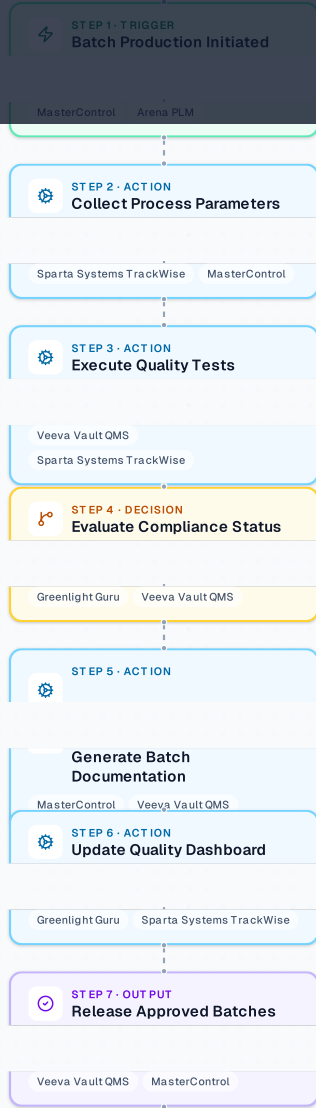 STEP 1 · TRIGGER
Batch Production Initiated
MasterControl Arena PLM
STEP 2 · ACTION
Collect Process Parameters
Sparta Systems TrackWise MasterControl
STEP 3 · ACTION
Execute Quality Tests
Veeva Vault QMS
Sparta Systems TrackWise
STEP 4 · DECISION
Evaluate Compliance Status
Greenlight Guru Veeva Vault QMS
STEP 5 · ACTION
Generate Batch
Documentation
MasterControl Veeva Vault QMS
STEP 6 · ACTION
Update Quality Dashboard
Greenlight Guru Sparta Systems TrackWise
STEP 7 · OUTPUT
Release Approved Batches
Veeva Vault QMS MasterControl